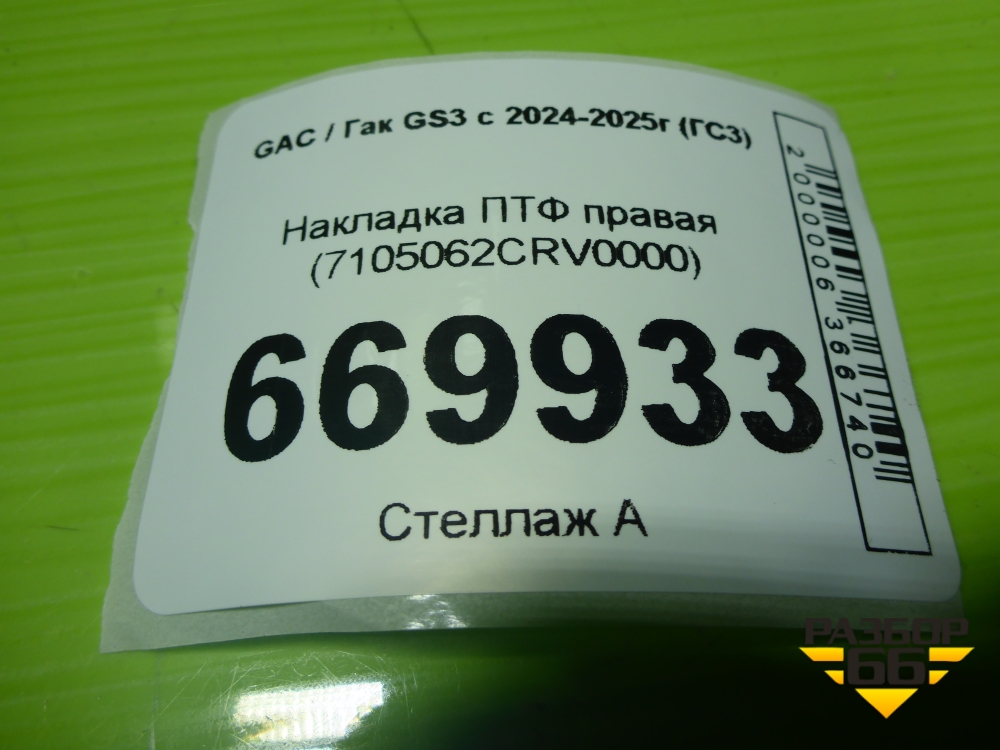 GAC / Гак GS3 с 2024-2025г (ГС3)
Накладка ПТФ правая
(7105062CRV0000)
669933
Стеллаж А
2000006366740
РАЗБОР
66